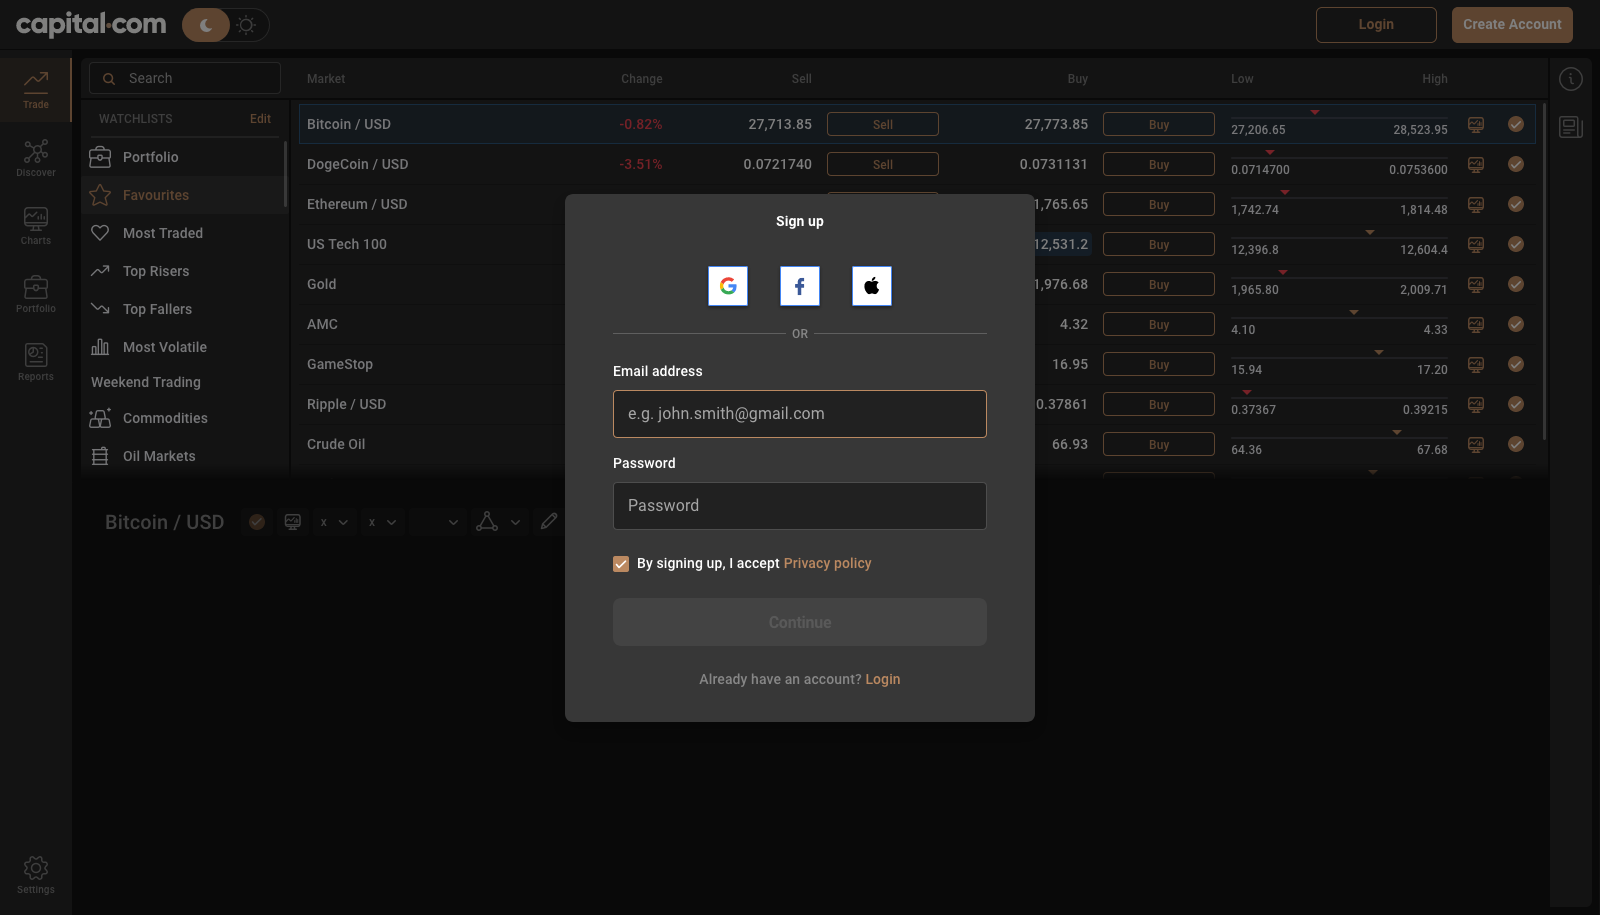 capital.com
Login
Create Account
Trade
Discover
Charts
Portfolio
Reports
Settings
Search
WATCHLISTS Edit
Portfolio
Favourites
Most Traded
Top Risers
Top Fallers
Most Volatile
Weekend Trading
Commodities
Oil Markets
Market Change Sell Buy Low High
Bitcoin / USD -0.82% 27,713.85 Sell 27,773.85 Buy 27,206.65 28,523.95
DogeCoin / USD -3.51% 0.0721740 Sell 0.0731131 Buy 0.0714700 0.0753600
Ethereum / USD 1,765.65 Buy 1,742.74 1,814.48
US Tech 100 12,531.2 Buy 12,396.8 12,604.4
Gold 1,976.68 Buy 1,965.80 2,009.71
AMC 4.32 Buy 4.10 4.33
GameStop 16.95 Buy 15.94 17.20
Ripple / USD 0.37861 Buy 0.37367 0.39215
Crude Oil 66.93 Buy 64.36 67.68
Bitcoin / USD x x
Sign up
OR
Email address
e.g. john.smith@gmail.com
Password
Password
By signing up, I accept Privacy policy
Continue
Already have an account? Login